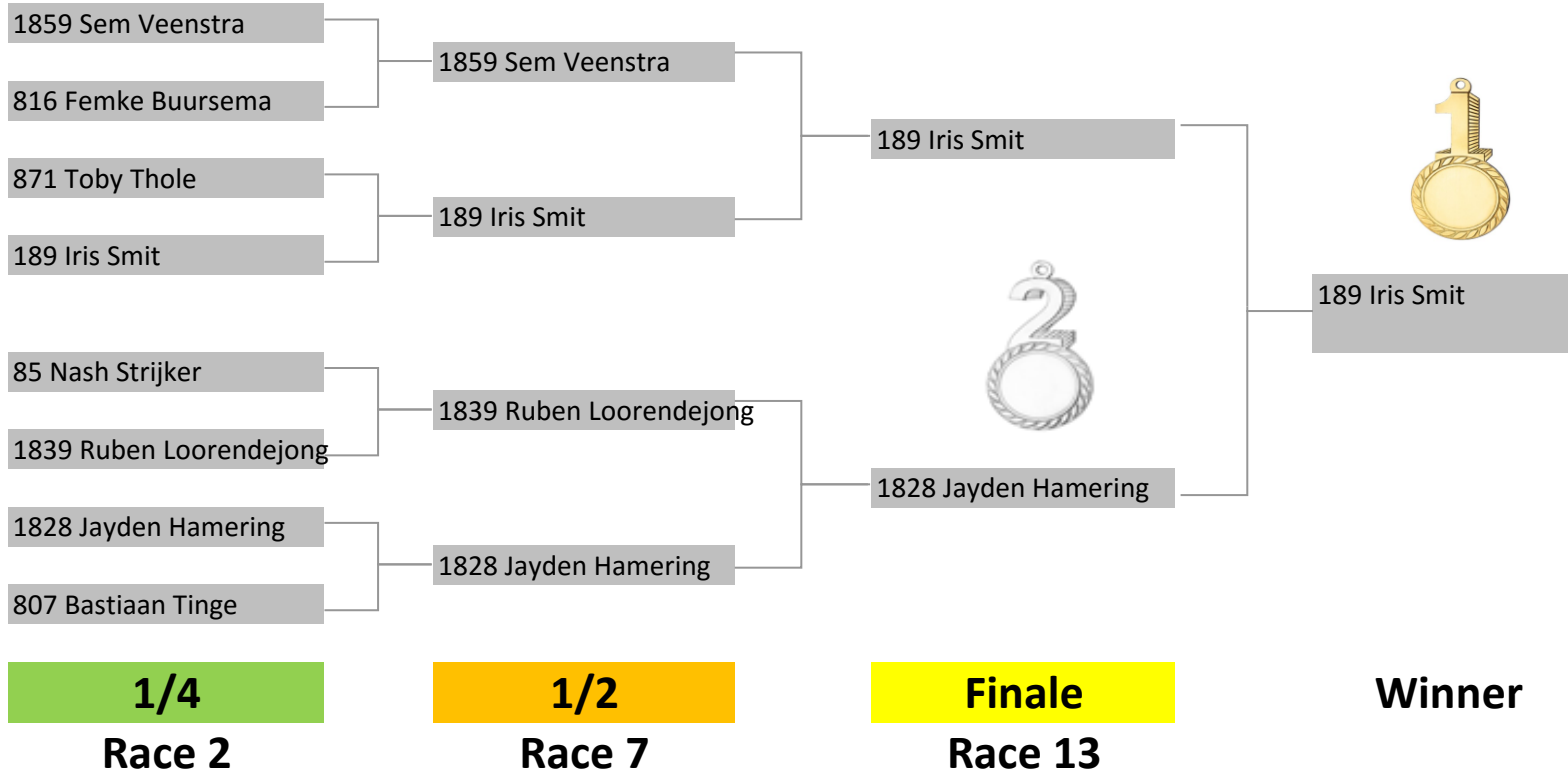 1859 Sem Veenstra
816 Femke Buursema
871 Toby Thole
189 Iris Smit
85 Nash Strijker
1839 Ruben Loorendejong
1828 Jayden Hamering
807 Bastiaan Tinge
1859 Sem Veenstra
189 Iris Smit
1839 Ruben Loorendejong
1828 Jayden Hamering
189 Iris Smit
2
1828 Jayden Hamering
1
189 Iris Smit
1/4
1/2
Finale
Winner
Race 2
Race 7
Race 13